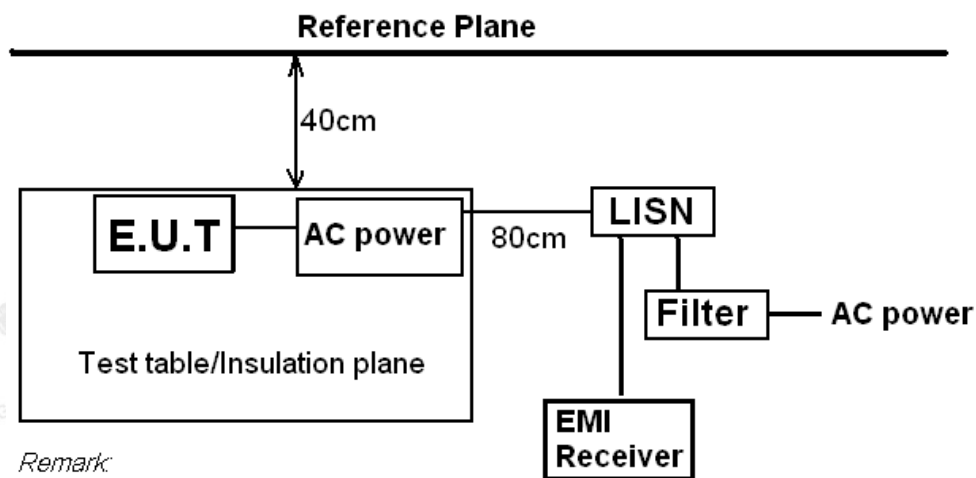 Reference Plane
40cm
E.U.T
AC power
80cm
LISN
Filter
AC power
Test table/Insulation plane
EMI
Receiver
Remark: